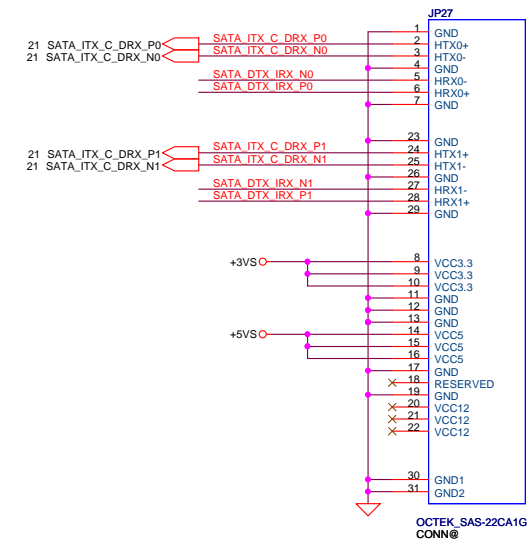 JP27
1 GND
21 SATA_ITX_C_DRX_P0 SATA_ITX_C_DRX_P0 2 HTX0+
21 SATA_ITX_C_DRX_N0 SATA_ITX_C_DRX_N0 3 HTX0-
4 GND
SATA_DTX_IRX_N0 5 HRX0-
SATA_DTX_IRX_P0 6 HRX0+
7 GND
23 GND
21 SATA_ITX_C_DRX_P1 SATA_ITX_C_DRX_P1 24 HTX1+
21 SATA_ITX_C_DRX_N1 SATA_ITX_C_DRX_N1 25 HTX1-
26 GND
SATA_DTX_IRX_N1 27 HRX1-
SATA_DTX_IRX_P1 28 HRX1+
29 GND
+3VS 8 VCC3.3
9 VCC3.3
10 VCC3.3
11 GND
12 GND
13 GND
+5VS 14 VCC5
15 VCC5
16 VCC5
17 GND
18 RESERVED
19 GND
20 VCC12
21 VCC12
22 VCC12
30 GND1
31 GND2
OCTEK_SAS-22CA1G
CONN@